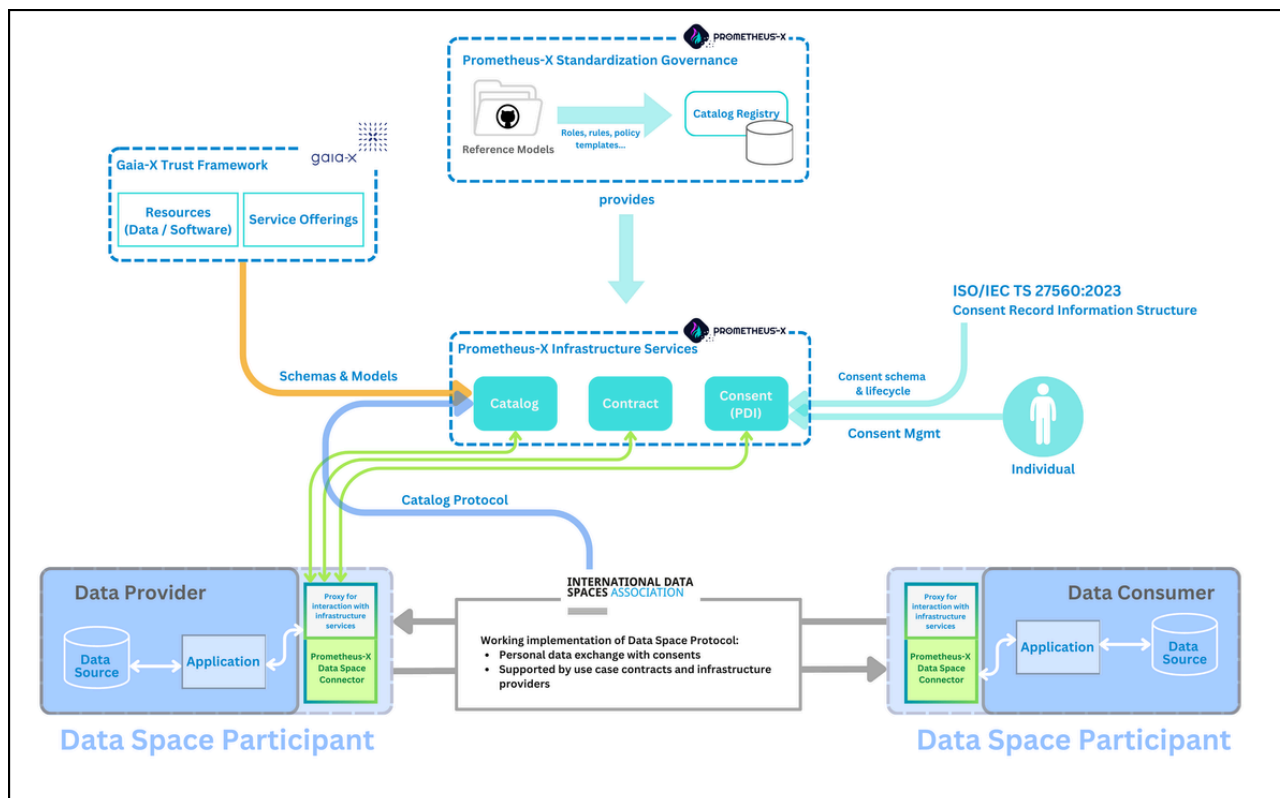 PROMETHEUS-X
Prometheus-X Standardization Governance
Reference Models
Roles, rules, policy
templates...
Catalog Registry
gaia-x
Gaia-X Trust Framework
Resources
(Data / Software)
Service Offerings
provides
ISO/IEC TS 27560:2023
Consent Record Information Structure
PROMETHEUS-X
Prometheus-X Infrastructure Services
Schemas & Models
Catalog
Contract
Consent
(PDI)
Consent schema
& lifecycle
Consent Mgmt
Individual
Catalog Protocol
Data Provider
Data
Source
Application
Proxy for
interaction with
infrastructure
services
Prometheus-X
Data Space
Connector
Data Space Participant
INTERNATIONAL DATA
SPACES ASSOCIATION
Working implementation of Data Space Protocol:
• Personal data exchange with consents
• Supported by use case contracts and infrastructure
providers
Proxy for
interaction with
infrastructure
services
Prometheus-X
Data Space
Connector
Data Consumer
Application
Data
Source
Data Space Participant